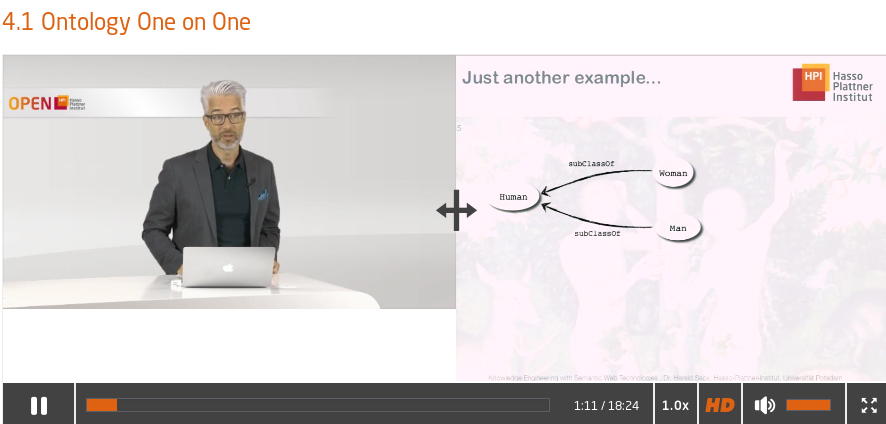 4.1 Ontology One on One
OPEN HPI Hasso
Plattner
Institut
Just another example...
HPI Hasso
Plattner
Institut
5
subClassOf
Woman
Human
Man
subClassOf
Knowledge Engineering with Semantic Web Technologies, Dr. Harald Sack, Hasso-Plattner-Institut, Universität Potsdam
1:11 / 18:24
1.0x
HD